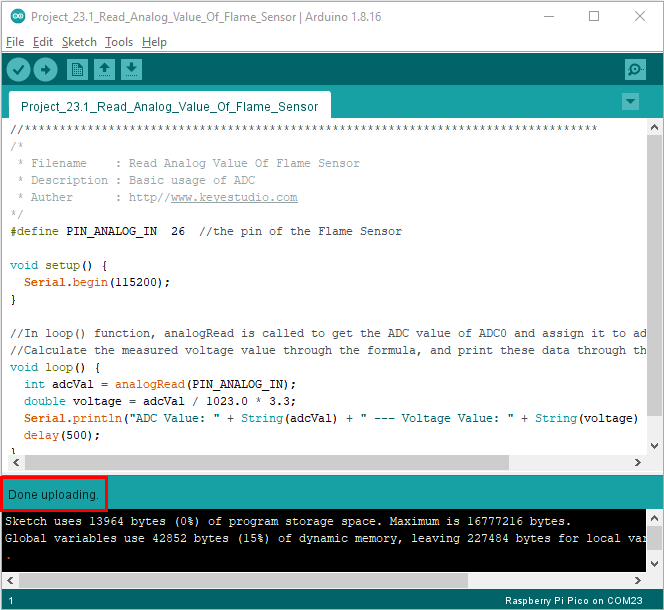 Project_23.1_Read_Analog_Value_Of_Flame_Sensor | Arduino 1.8.16
File Edit Sketch Tools Help
Project_23.1_Read_Analog_Value_Of_Flame_Sensor
//**********************************************************************************
/*
 * Filename    : Read Analog Value Of Flame Sensor
 * Description : Basic usage of ADC
 * Auther      : http//www.keyestudio.com
*/
#define PIN_ANALOG_IN  26  //the pin of the Flame Sensor
void setup() {
  Serial.begin(115200);
}
//In loop() function, analogRead is called to get the ADC value of ADC0 and assign it to ad
//Calculate the measured voltage value through the formula, and print these data through th
void loop() {
  int adcVal = analogRead(PIN_ANALOG_IN);
  double voltage = adcVal / 1023.0 * 3.3;
  Serial.println("ADC Value: " + String(adcVal) + " --- Voltage Value: " + String(voltage)
  delay(500);
}
Done uploading.
Sketch uses 13964 bytes (0%) of program storage space. Maximum is 16777216 bytes.
Global variables use 42852 bytes (15%) of dynamic memory, leaving 227484 bytes for local var
.
1 Raspberry Pi Pico on COM23